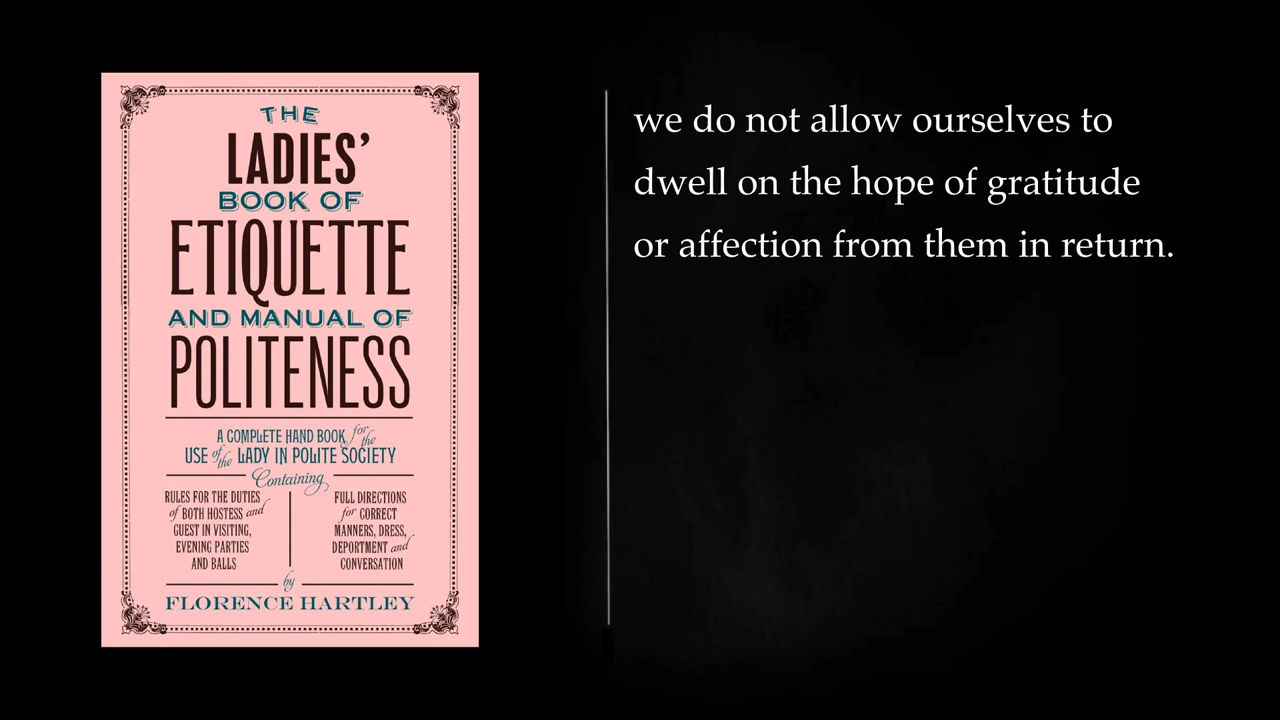 THE
LADIES'
BOOK OF
ETIQUETTE
AND MANUAL OF
POLITENESS
A COMPLETE HAND BOOK for the
USE of the LADY IN POLITE SOCIETY
Containing
RULES FOR THE DUTIES
of BOTH HOSTESS and
GUEST IN VISITING,
EVENING PARTIES
AND BALLS
FULL DIRECTIONS
for CORRECT
MANNERS, DRESS,
DEPORTMENT and
CONVERSATION
by
FLORENCE HARTLEY
we do not allow ourselves to
dwell on the hope of gratitude
or affection from them in return.